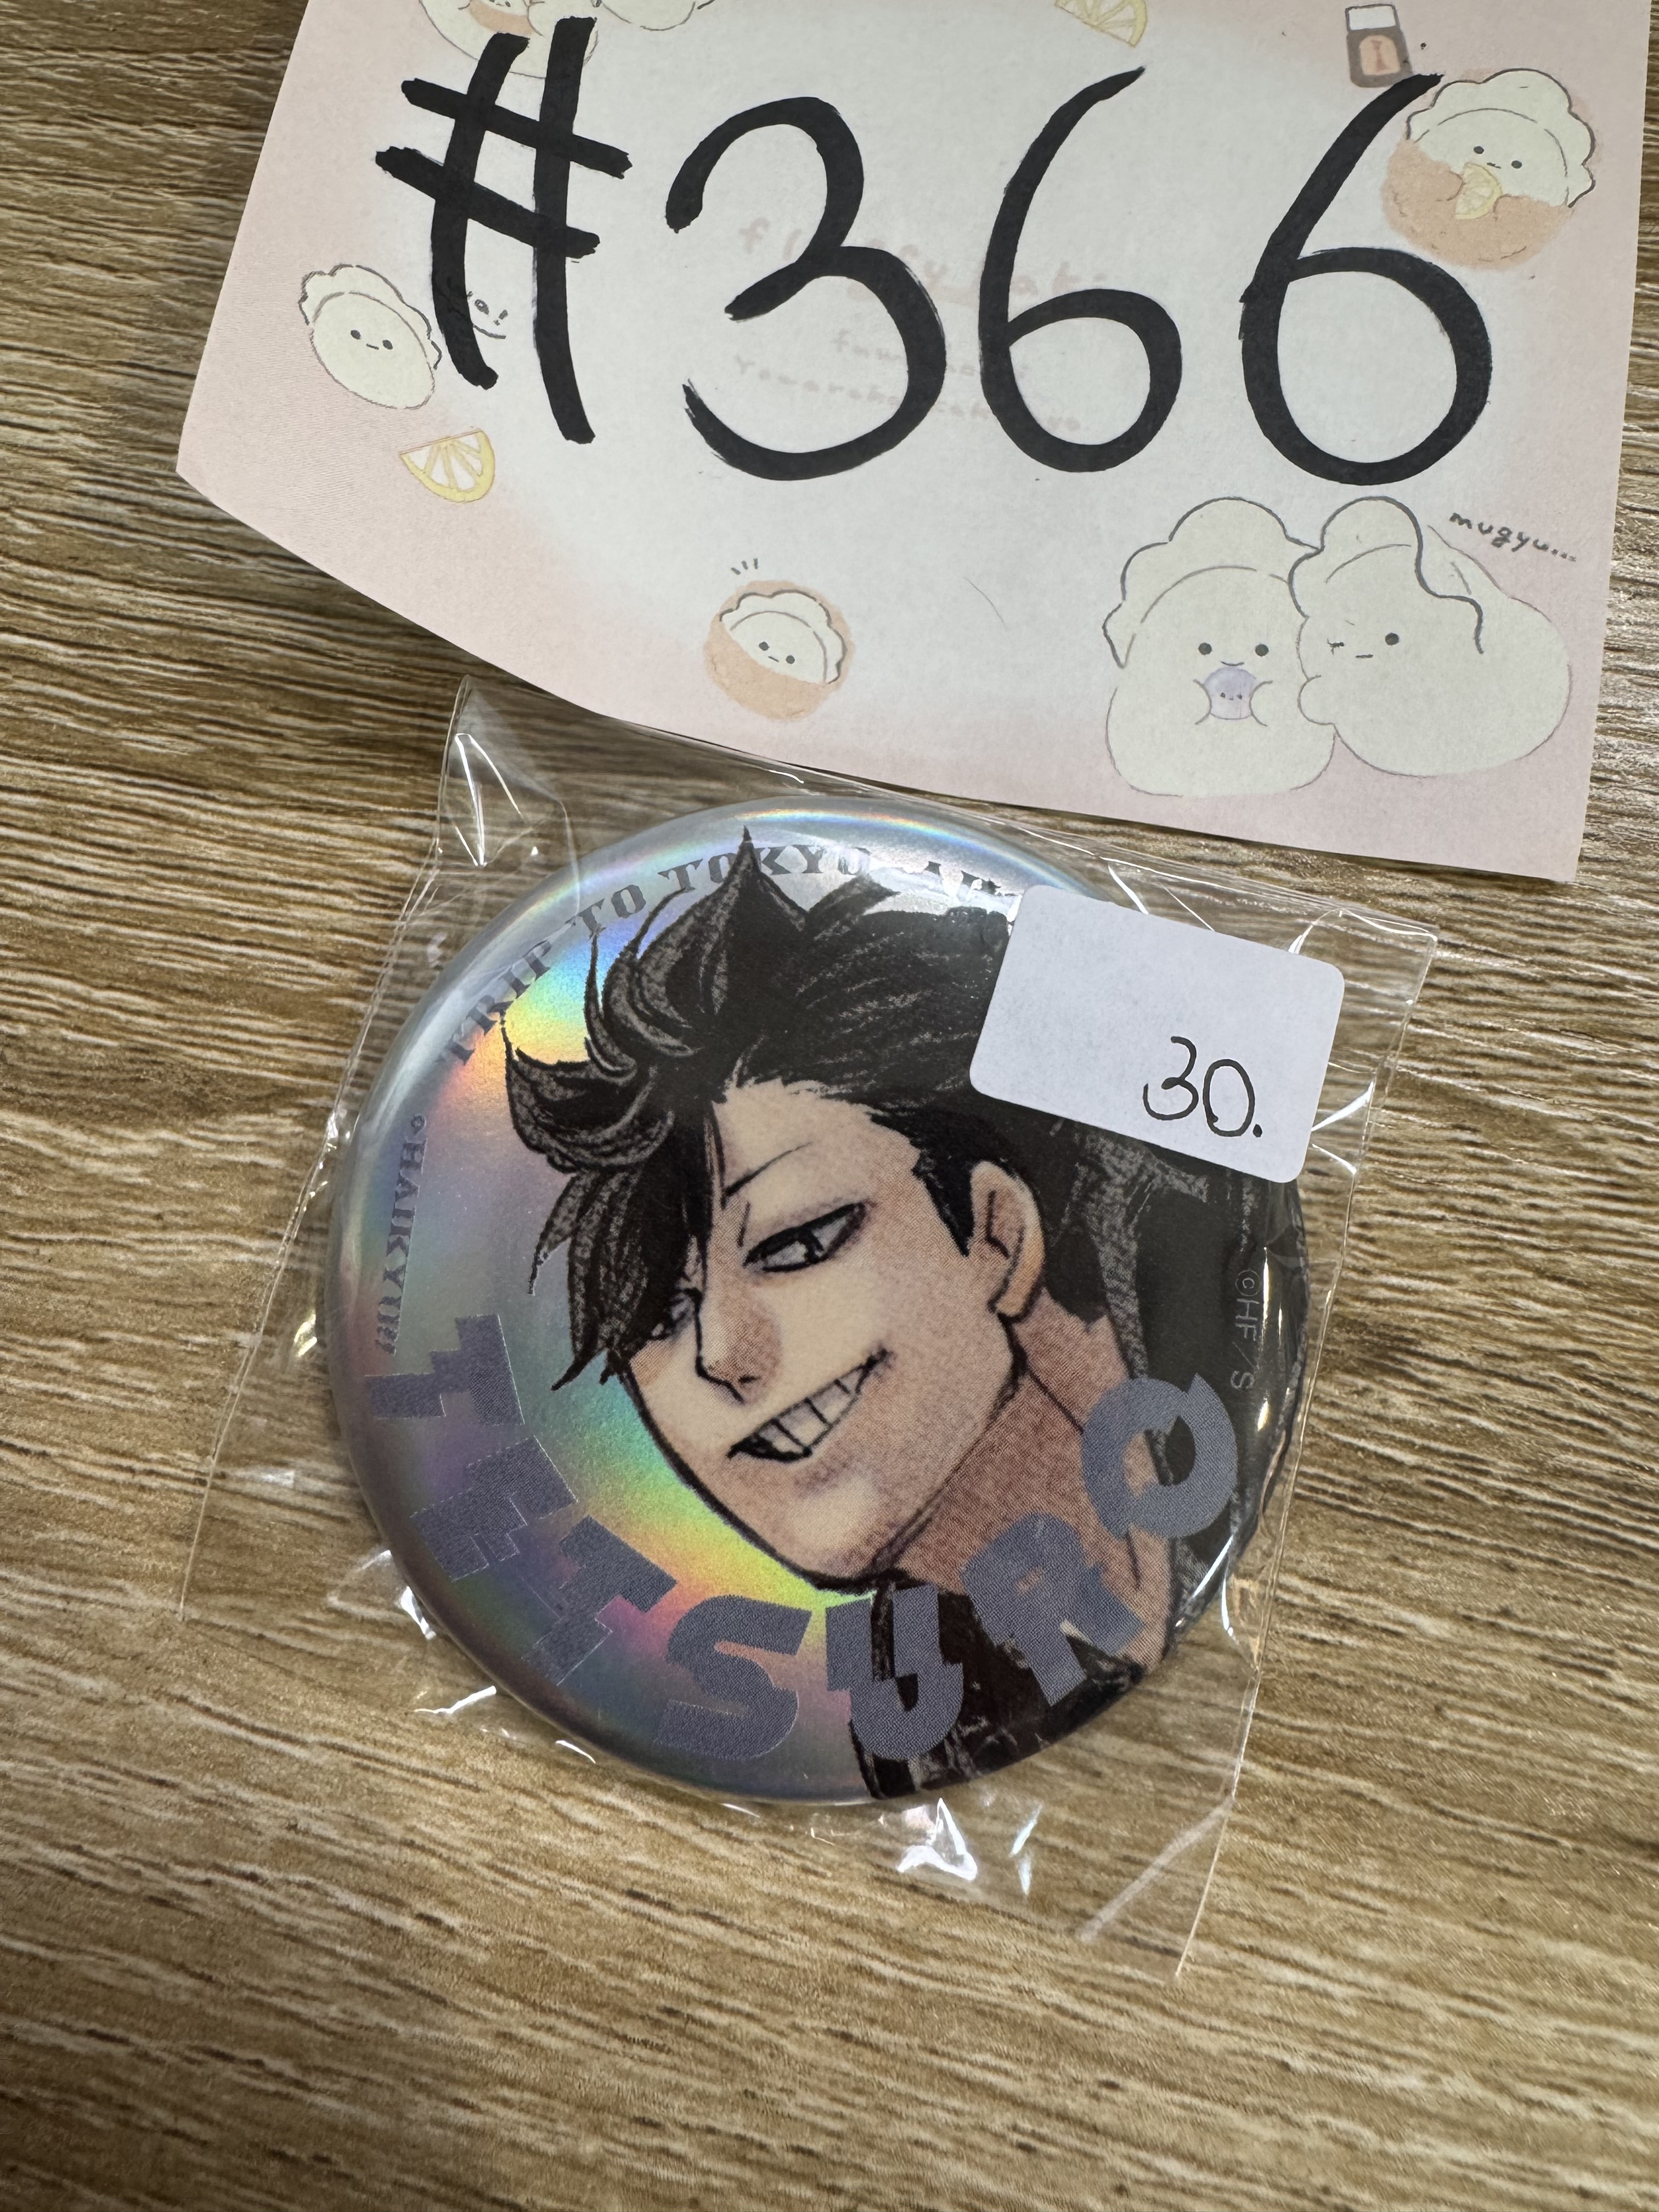 #366
mugyu...
TRIP TO TOKYO
30.
HAIKYU!!
©HF/S
TETSURO